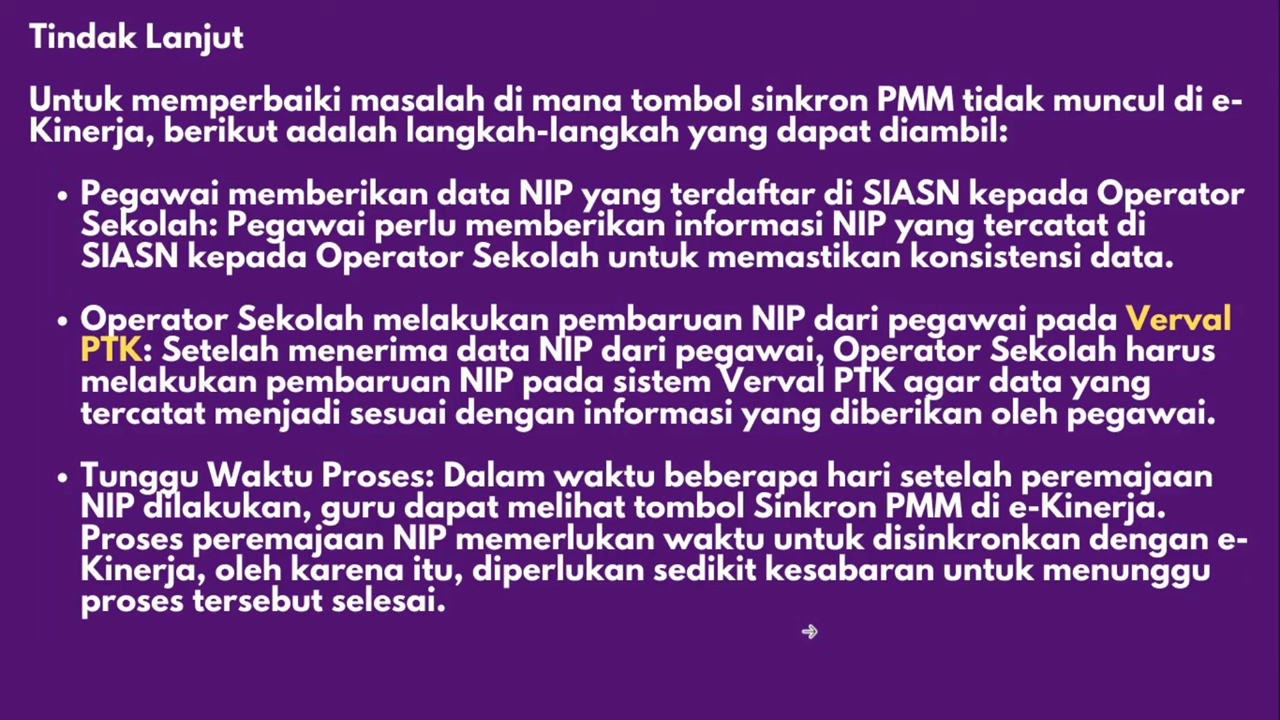 Tindak Lanjut
Untuk memperbaiki masalah di mana tombol sinkron PMM tidak muncul di e-
Kinerja, berikut adalah langkah-langkah yang dapat diambil:
• Pegawai memberikan data NIP yang terdaftar di SIASN kepada Operator
Sekolah: Pegawai perlu memberikan informasi NIP yang tercatat di
SIASN kepada Operator Sekolah untuk memastikan konsistensi data.
• Operator Sekolah melakukan pembaruan NIP dari pegawai pada Verval
PTK: Setelah menerima data NIP dari pegawai, Operator Sekolah harus
melakukan pembaruan NIP pada sistem Verval PTK agar data yang
tercatat menjadi sesuai dengan informasi yang diberikan oleh pegawai.
• Tunggu Waktu Proses: Dalam waktu beberapa hari setelah peremajaan
NIP dilakukan, guru dapat melihat tombol Sinkron PMM di e-Kinerja.
Proses peremajaan NIP memerlukan waktu untuk disinkronkan dengan e-
Kinerja, oleh karena itu, diperlukan sedikit kesabaran untuk menunggu
proses tersebut selesai.